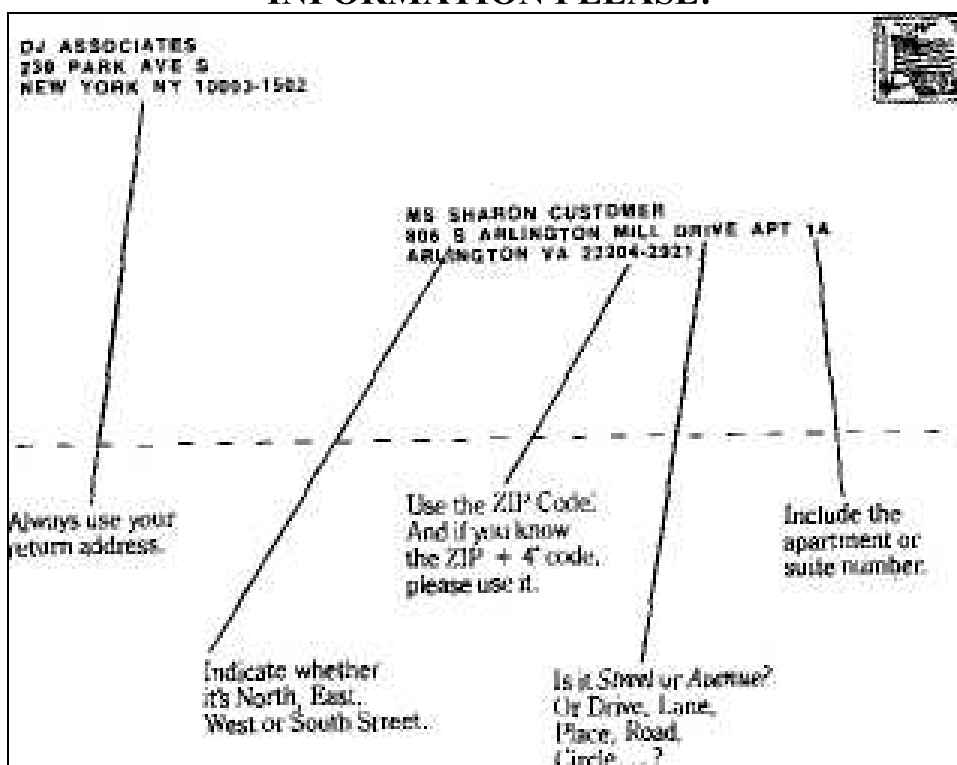 INFORMATION PLEASE!
DJ ASSOCIATES
230 PARK AVE S
NEW YORK NY 10003-1502
MS SHARON CUSTOMER
806 S ARLINGTON MILL DRIVE APT 1A
ARLINGTON VA 22204-2921
Always use your
return address.
Use the ZIP Code.
And if you know
the ZIP + 4 code,
please use it.
Include the
apartment or
suite number.
Indicate whether
it's North, East,
West or South Street.
Is it Street or Avenue?
Or Drive, Lane,
Place, Road,
Circle ...?